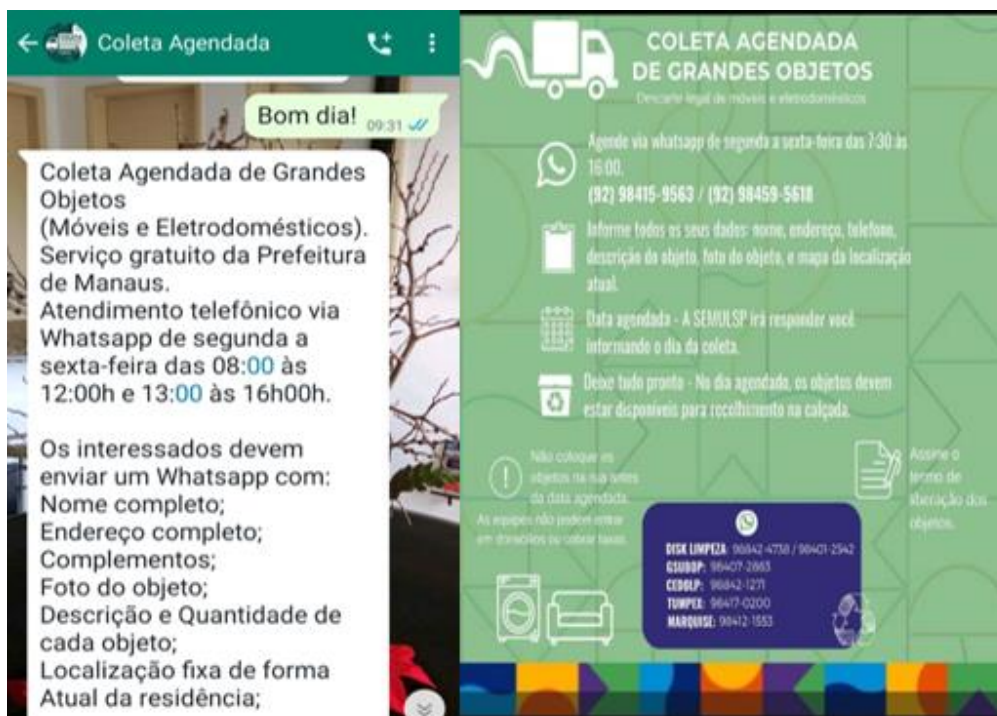 Coleta Agendada
Bom dia!
09:31
Coleta Agendada de Grandes
Objetos
(Móveis e Eletrodomésticos).
Serviço gratuito da Prefeitura
de Manaus.
Atendimento telefônico via
Whatsapp de segunda a
sexta-feira das 08:00 às
12:00h e 13:00 às 16h00h.
Os interessados devem
enviar um Whatsapp com:
Nome completo;
Endereço completo;
Complementos;
Foto do objeto;
Descrição e Quantidade de
cada objeto;
Localização fixa de forma
Atual da residência;
COLETA AGENDADA
DE GRANDES OBJETOS
Descarte legal de móveis e eletrodomésticos
Agende via whatsapp de segunda a sexta-feira das 7:30 às
16:00.
(92) 98415-9563 / (92) 98459-5618
Informe todos os seus dados: nome, endereço, telefone,
descrição do objeto, foto do objeto, e mapa da localização
atual.
Data agendada - A SEMULSP irá responder você
informando o dia da coleta.
Deixe tudo pronto - No dia agendado, os objetos devem
estar disponíveis para recolhimento na calçada.
Não coloque os
objetos na rua antes
da data agendada.
As equipes não podem entrar
em domicílios ou cobrar taxas.
Assine o
termo de
liberação dos
objetos.
DISK LIMPEZA: 98842-4738 / 98401-2542
GSUBOP: 98407-2863
CEDOLP: 98842-1271
TUMPEX: 98417-0200
MARQUISE: 98412-1553